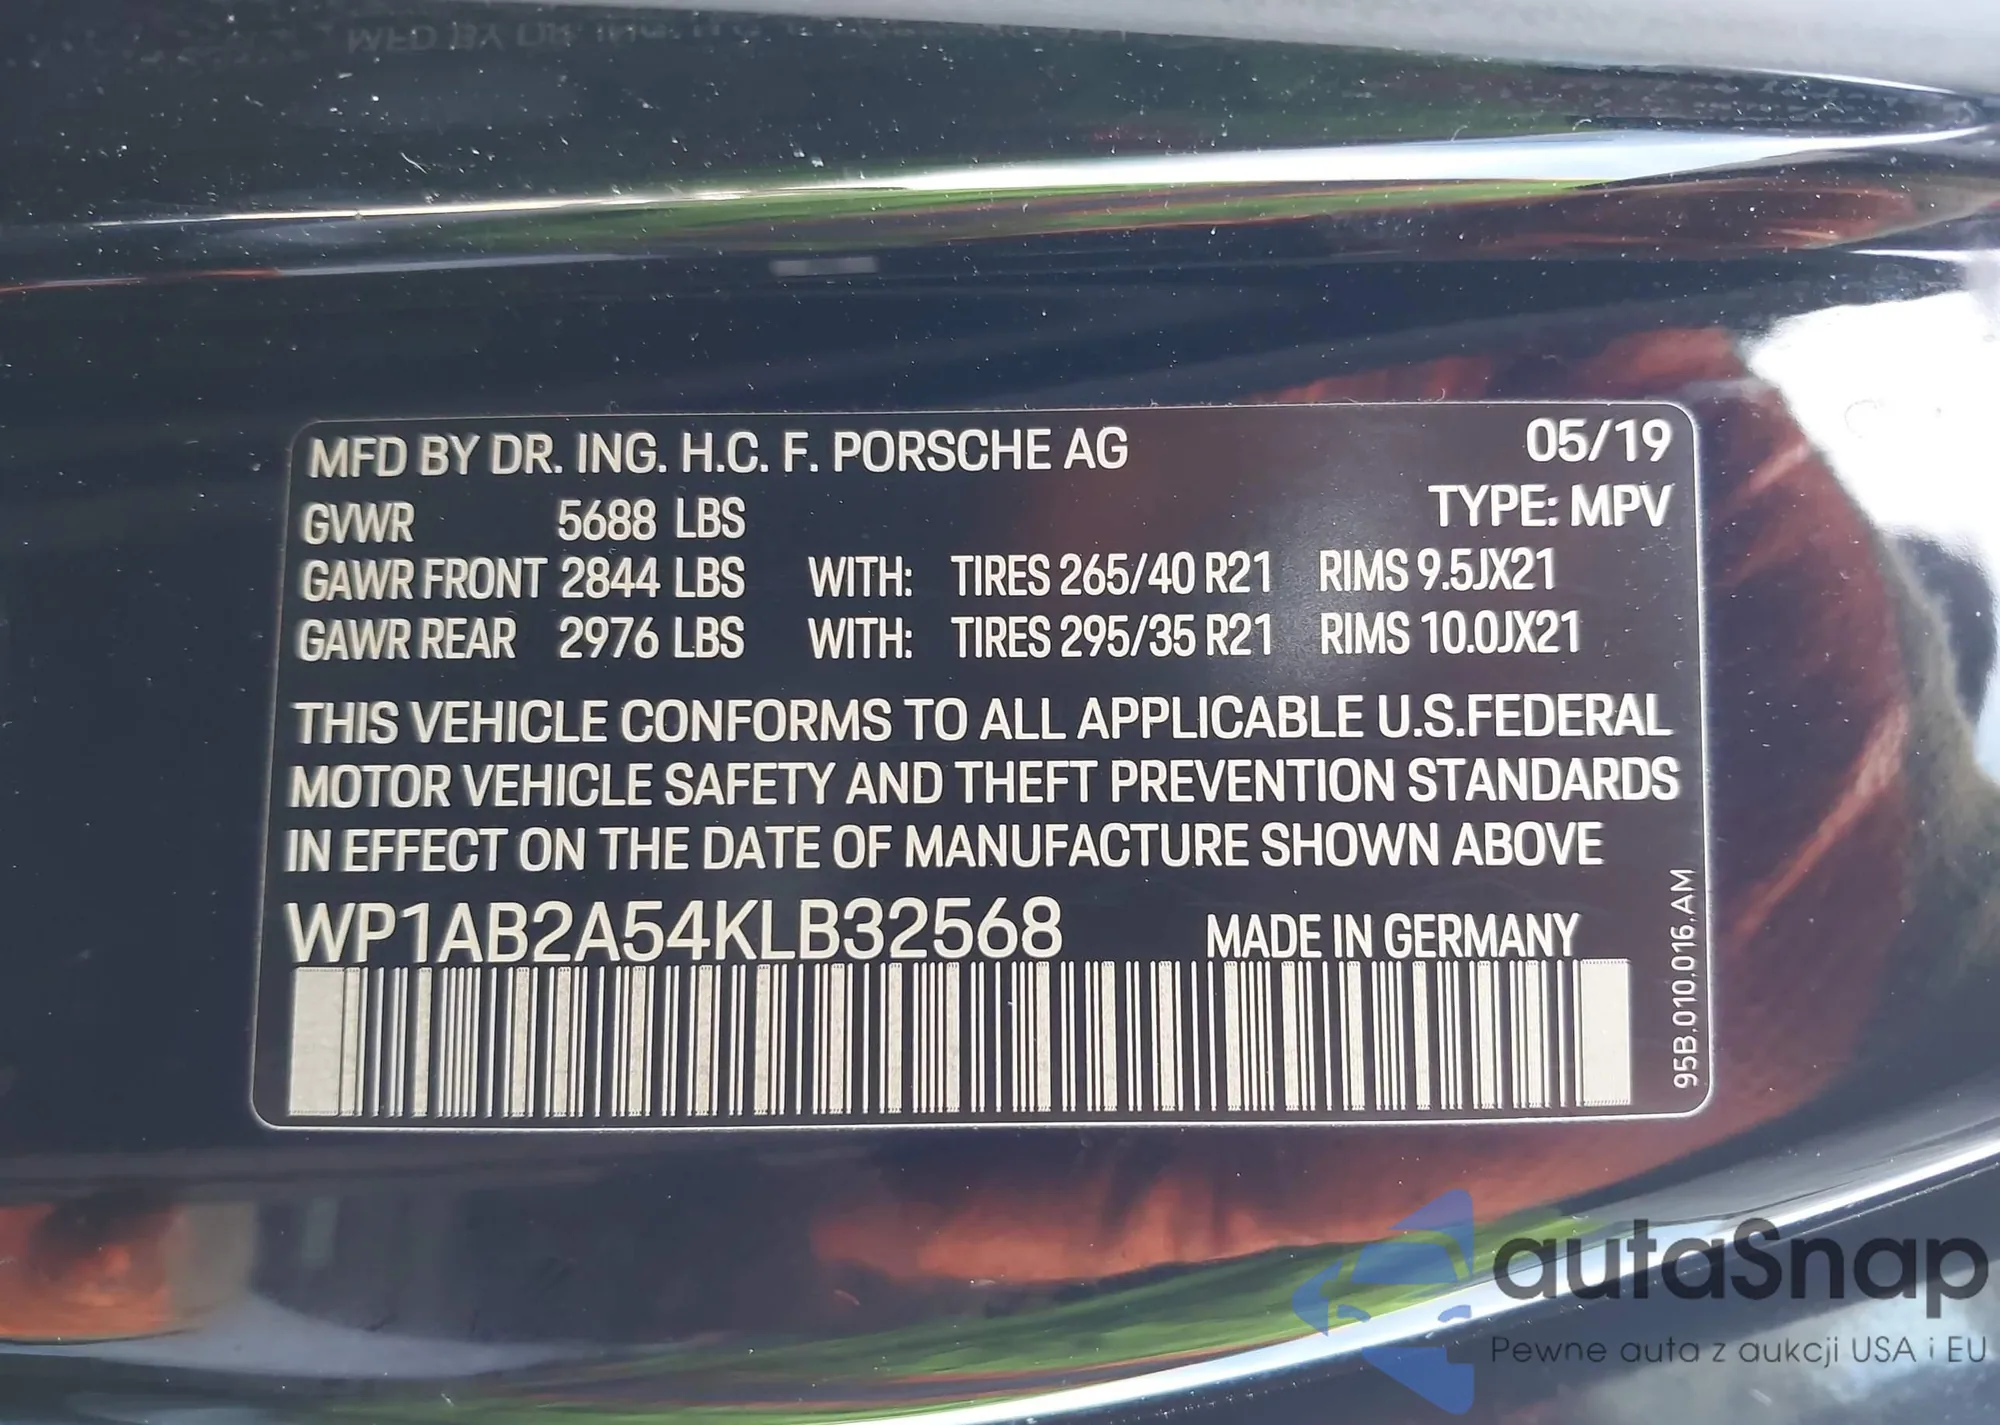 MFD BY DR. ING. H.C. F. PORSCHE AG 05/19
GVWR 5688 LBS TYPE: MPV
GAWR FRONT 2844 LBS WITH: TIRES 265/40 R21 RIMS 9.5JX21
GAWR REAR 2976 LBS WITH: TIRES 295/35 R21 RIMS 10.0JX21
THIS VEHICLE CONFORMS TO ALL APPLICABLE U.S.FEDERAL
MOTOR VEHICLE SAFETY AND THEFT PREVENTION STANDARDS
IN EFFECT ON THE DATE OF MANUFACTURE SHOWN ABOVE
WP1AB2A54KLB32568 MADE IN GERMANY
95B.010.016.AM
autaSnap
Pewne auta z aukcji USA i EU